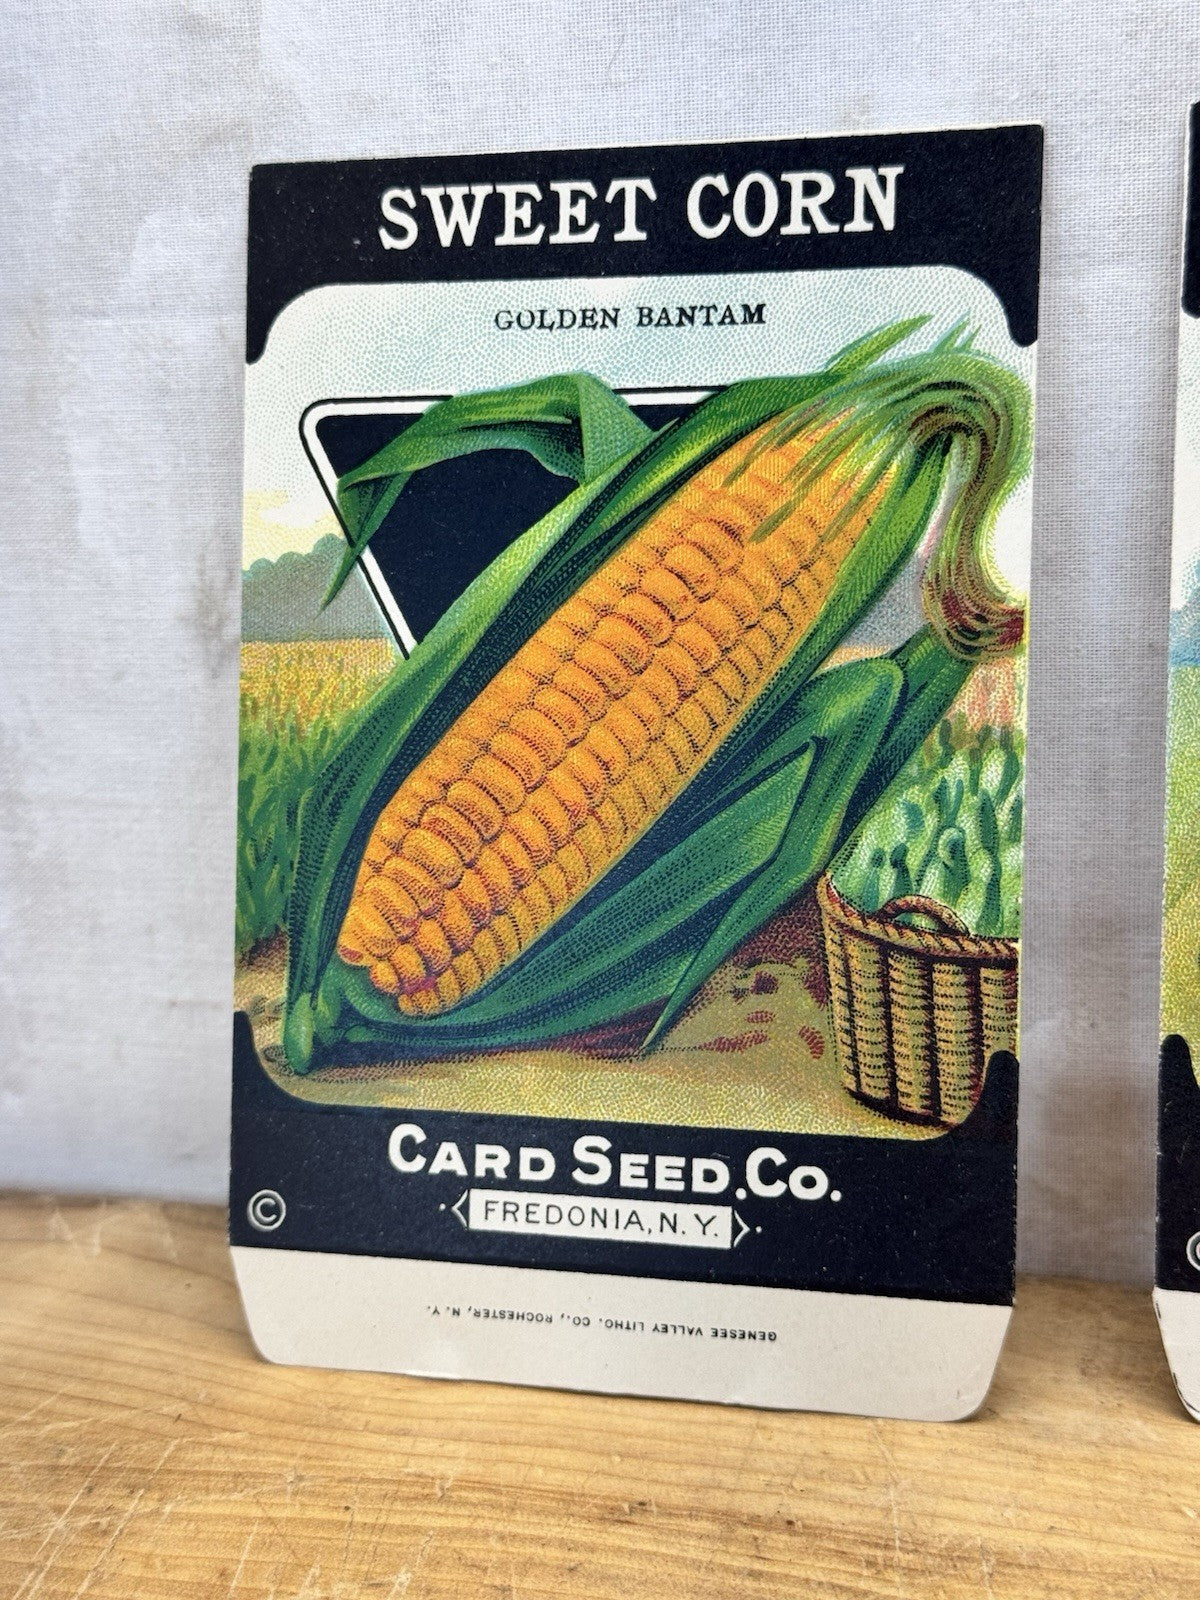 SWEET CORN
GOLDEN BANTAM
CARD SEED. CO.
FREDONIA, N. Y.
©
GENESEE VALLEY LITHO. CO., ROCHESTER, N. Y.